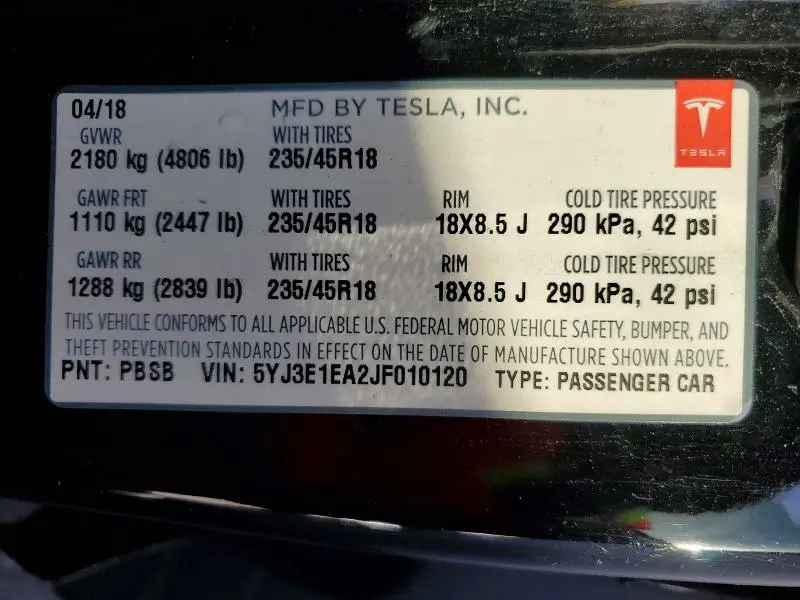 04/18 MFD BY TESLA, INC.
GVWR WITH TIRES
2180 kg (4806 lb) 235/45R18
TESLA
GAWR FRT WITH TIRES RIM COLD TIRE PRESSURE
1110 kg (2447 lb) 235/45R18 18X8.5 J 290 kPa, 42 psi
GAWR RR WITH TIRES RIM COLD TIRE PRESSURE
1288 kg (2839 lb) 235/45R18 18X8.5 J 290 kPa, 42 psi
THIS VEHICLE CONFORMS TO ALL APPLICABLE U.S. FEDERAL MOTOR VEHICLE SAFETY, BUMPER, AND
THEFT PREVENTION STANDARDS IN EFFECT ON THE DATE OF MANUFACTURE SHOWN ABOVE.
PNT: PBSB VIN: 5YJ3E1EA2JF010120 TYPE: PASSENGER CAR